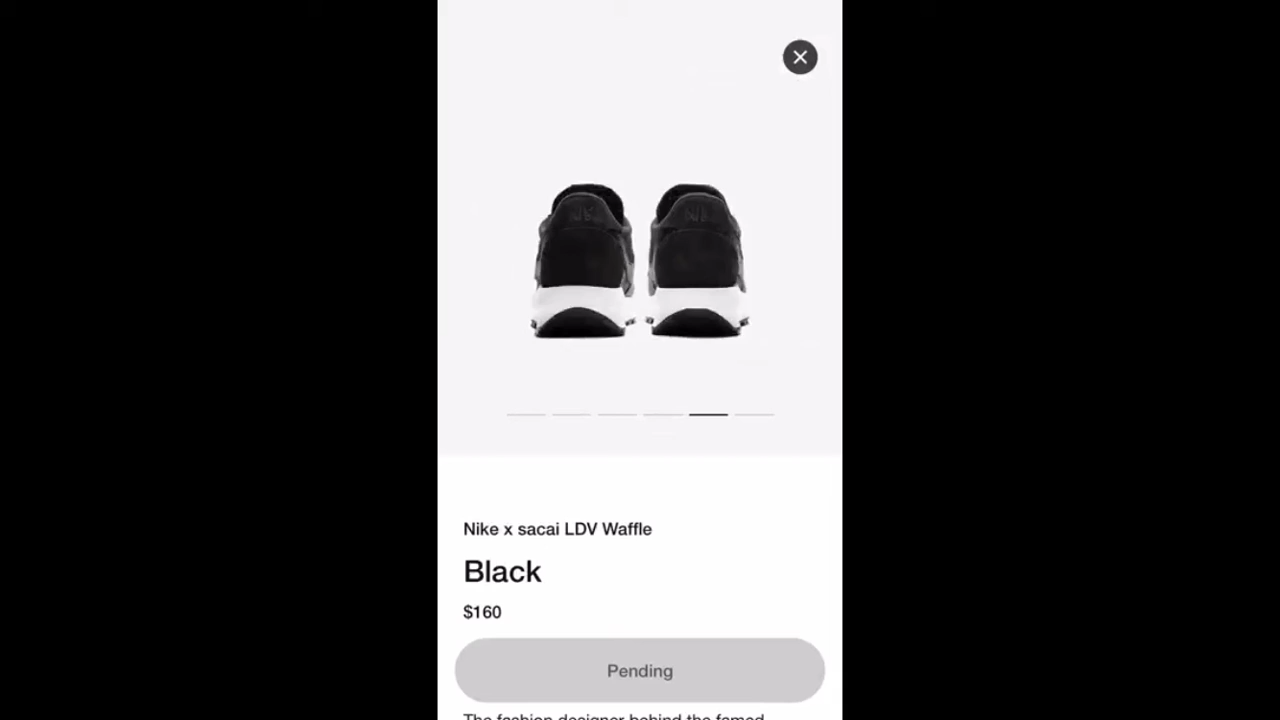 Nike x sacai LDV Waffle
Black
$160
Pending
The fashion designer behind the famed